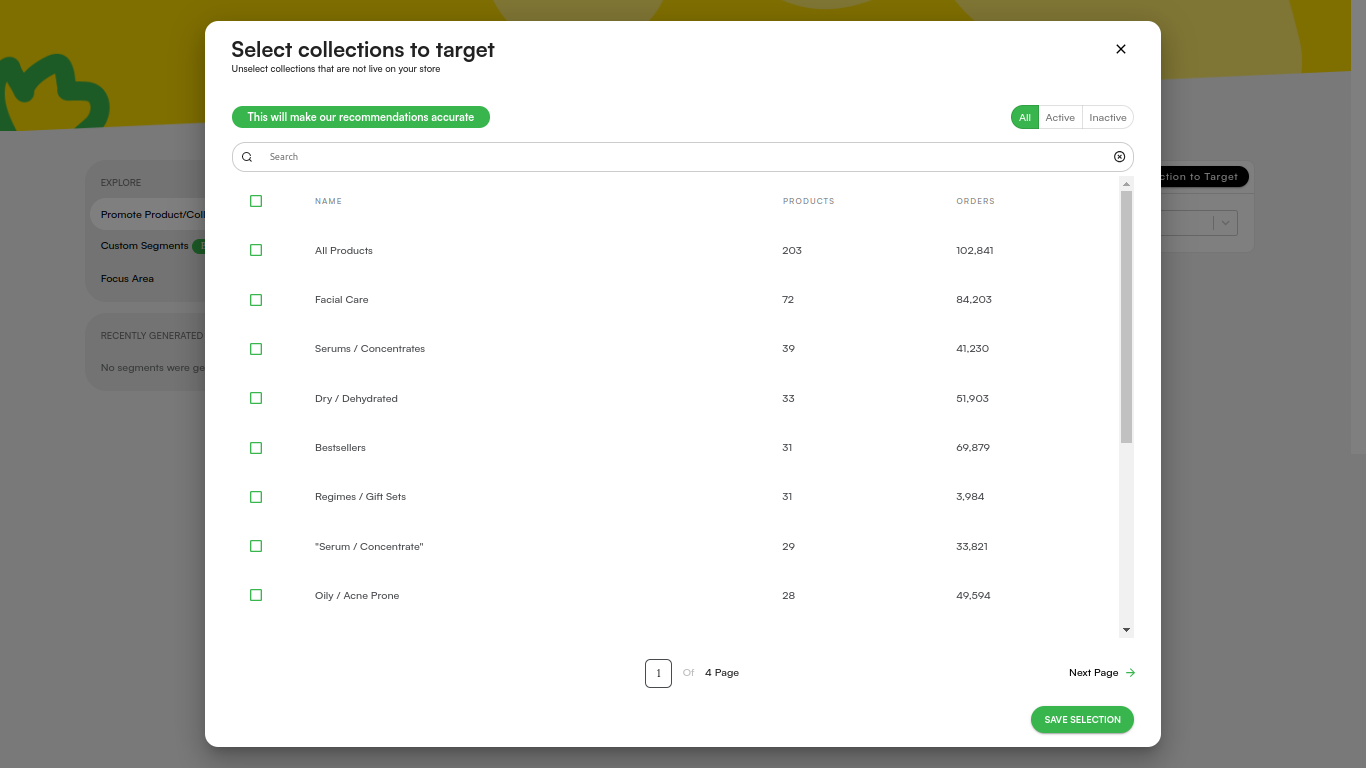 Select collections to target
Unselect collections that are not live on your store
This will make our recommendations accurate
All Active Inactive
Search
NAME PRODUCTS ORDERS
All Products 203 102,841
Facial Care 72 84,203
Serums / Concentrates 39 41,230
Dry / Dehydrated 33 51,903
Bestsellers 31 69,879
Regimes / Gift Sets 31 3,984
"Serum / Concentrate" 29 33,821
Oily / Acne Prone 28 49,594
1 Of 4 Page
Next Page
SAVE SELECTION
EXPLORE
Promote Product/Coll
Custom Segments
Focus Area
RECENTLY GENERATED
No segments were ge
ction to Target